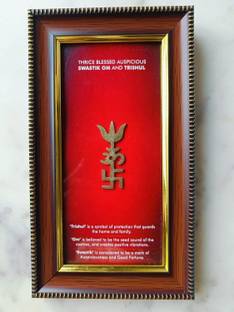 THRICE BLESSED AUSPICIOUS
SWASTIK OM AND TRISHUL
'Trishul' is a symbol of protection that guards
the home and family.
'Om' is believed to be the seed sound of the
cosmos, and creates positive vibrations.
'Swastik' is considered to be a mark of
Auspiciousness and Good Fortune.